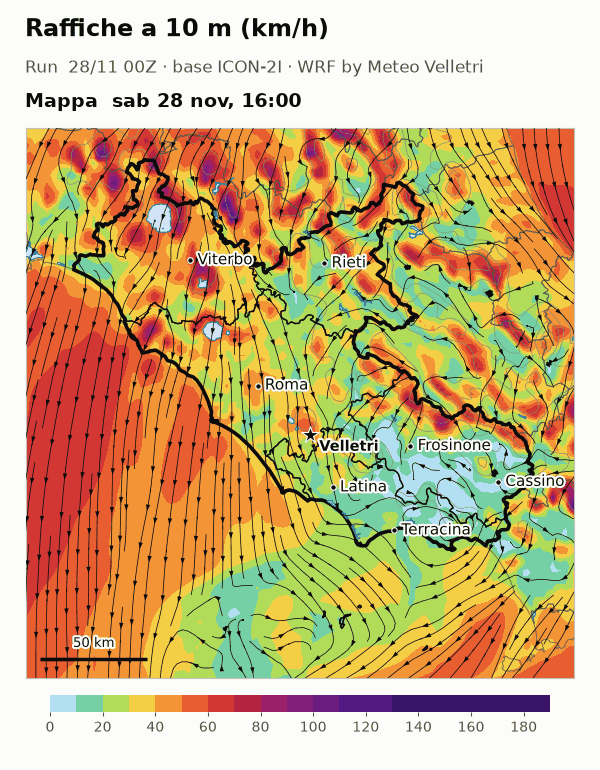 Raffiche a 10 m (km/h)
Run 28/11 00Z · base ICON-2I · WRF by Meteo Velletri
Mappa sab 28 nov, 16:00
Viterbo
Rieti
Roma
Velletri
Frosinone
Latina
Cassino
Terracina
50 km
0 20 40 60 80 100 120 140 160 180